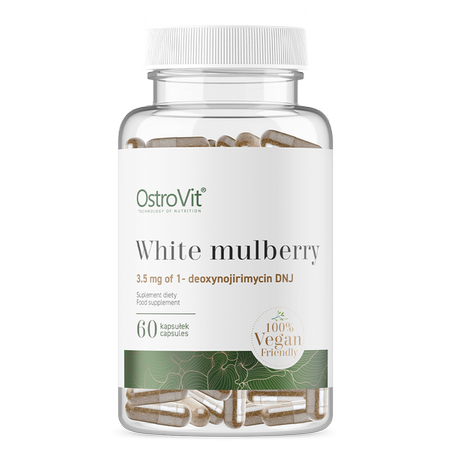 OstroVit®
TECHNOLOGY OF NUTRITION
White mulberry
3.5 mg of 1- deoxynojirimycin DNJ
Suplement diety
Food supplement
60 kapsułek
capsules
100%
Vegan
Friendly